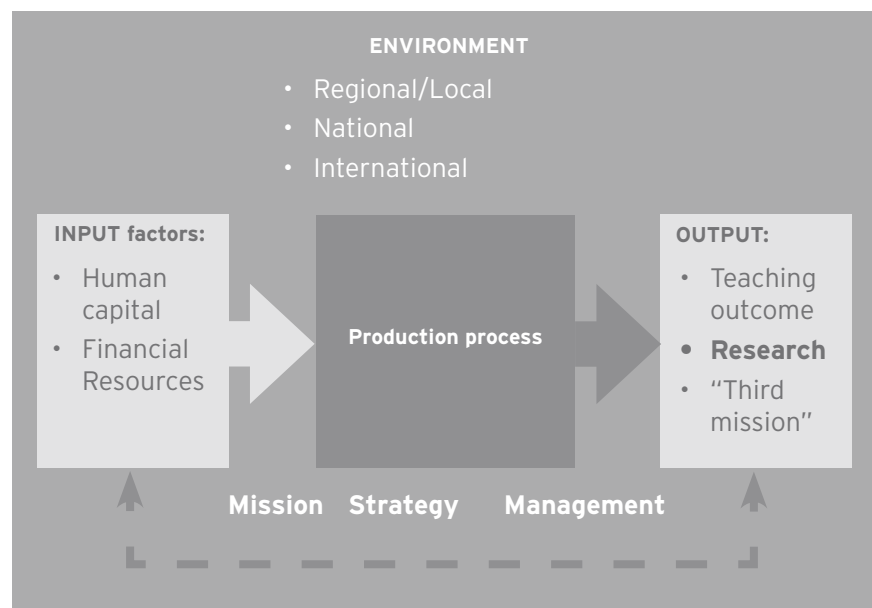 ENVIRONMENT
• Regional/Local
• National
• International
INPUT factors:
• Human
capital
• Financial
Resources
Production process
OUTPUT:
• Teaching
outcome
• Research
• “Third
mission”
Mission Strategy Management